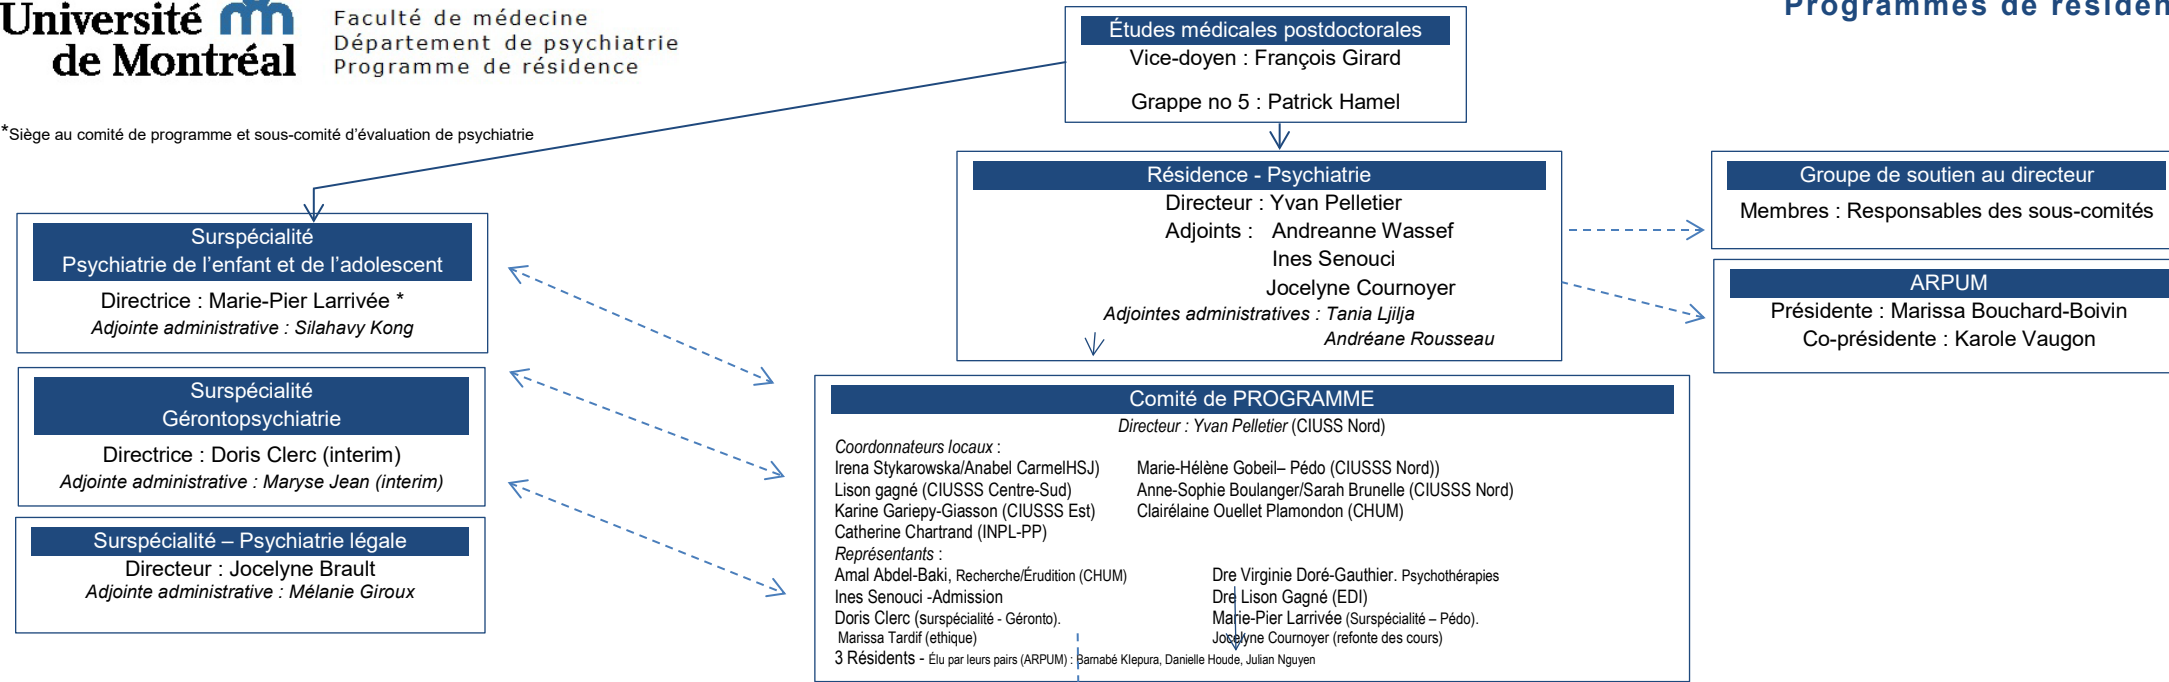 Université
de Montréal
Faculté de médecine
Département de psychiatrie
Programme de résidence
Programmes de résiden
*Siège au comité de programme et sous-comité d'évaluation de psychiatrie
Études médicales postdoctorales
Vice-doyen : François Girard
Grappe no 5 : Patrick Hamel
Résidence - Psychiatrie
Directeur : Yvan Pelletier
Adjoints : Andreanne Wassef
Ines Senouci
Jocelyne Cournoyer
Adjointes administratives : Tania Ljilja
Andréane Rousseau
Groupe de soutien au directeur
Membres : Responsables des sous-comités
ARPUM
Présidente : Marissa Bouchard-Boivin
Co-présidente : Karole Vaugon
Surspécialité
Psychiatrie de l'enfant et de l'adolescent
Directrice : Marie-Pier Larrivée *
Adjointe administrative : Silahavy Kong
Surspécialité
Gérontopsychiatrie
Directrice : Doris Clerc (interim)
Adjointe administrative : Maryse Jean (interim)
Surspécialité – Psychiatrie légale
Directeur : Jocelyne Brault
Adjointe administrative : Mélanie Giroux
Comité de PROGRAMME
Directeur : Yvan Pelletier (CIUSS Nord)
Coordonnateurs locaux :
Irena Stykarowska/Anabel CarmelHSJ) Marie-Hélène Gobeil– Pédo (CIUSSS Nord))
Lison gagné (CIUSSS Centre-Sud) Anne-Sophie Boulanger/Sarah Brunelle (CIUSSS Nord)
Karine Gariepy-Giasson (CIUSSS Est) Clairélaine Ouellet Plamondon (CHUM)
Catherine Chartrand (INPL-PP)
Représentants :
Amal Abdel-Baki, Recherche/Érudition (CHUM) Dre Virginie Doré-Gauthier. Psychothérapies
Ines Senouci -Admission Dre Lison Gagné (EDI)
Doris Clerc (surspécialité - Géronto). Marie-Pier Larrivée (Surspécialité – Pédo).
Marissa Tardif (ethique) Jocelyne Cournoyer (refonte des cours)
3 Résidents - Élu par leurs pairs (ARPUM) : Barnabé Klepura, Danielle Houde, Julian Nguyen